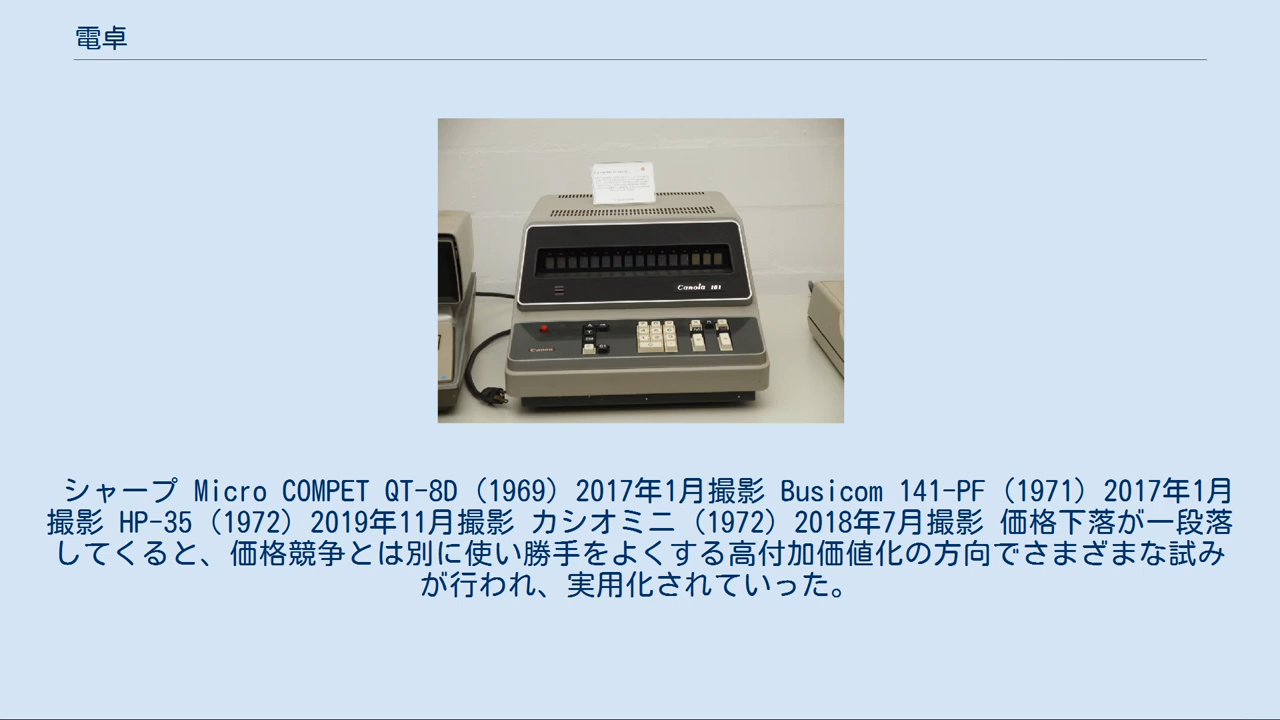 電卓
Canola 161
Canon
シャープ Micro COMPET QT-8D (1969) 2017年1月撮影 Busicom 141-PF (1971) 2017年1月
撮影 HP-35 (1972) 2019年11月撮影 カシオミニ (1972) 2018年7月撮影 価格下落が一段落
してくると、価格競争とは別に使い勝手をよくする高付加価値化の方向でさまざまな試み
が行われ、実用化されていった。